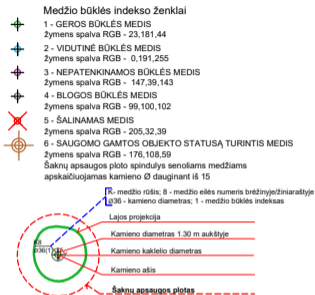 Medžio būklės indekso ženklai
1 - GEROS BŪKLĖS MEDIS
žymens spalva RGB - 23,181,44
2 - VIDUTINĖ BŪKLĖ MEDIS
žymens spalva RGB - 0,191,255
3 - NEPATENKINAMOS BŪKLĖS MEDIS
žymens spalva RGB - 147,39,143
4 - BLOGOS BŪKLĖS MEDIS
žymens spalva RGB - 99,100,102
5 - ŠALINAMAS MEDIS
žymens spalva RGB - 205,32,39
6 - SAUGOMO GAMTOS OBJEKTO STATUSĄ TURINTIS MEDIS
žymens spalva RGB - 176,108,59
Šaknų apsaugos ploto spindulys senoliams medžiams
apskaičiuojamas kamieno Ø dauginant iš 15
K- medžio rūšis; 8 - medžio eilės numeris brėžinyje/žiniaraštyje
Ø36 - kamieno diametras; 1 - medžio būklės indeksas
Lajos projekcija
K8
Ø36(1)
Kamieno diametras 1.30 m aukštyje
Kamieno kaklelio diametras
Kamieno ašis
Šaknų apsaugos plotas